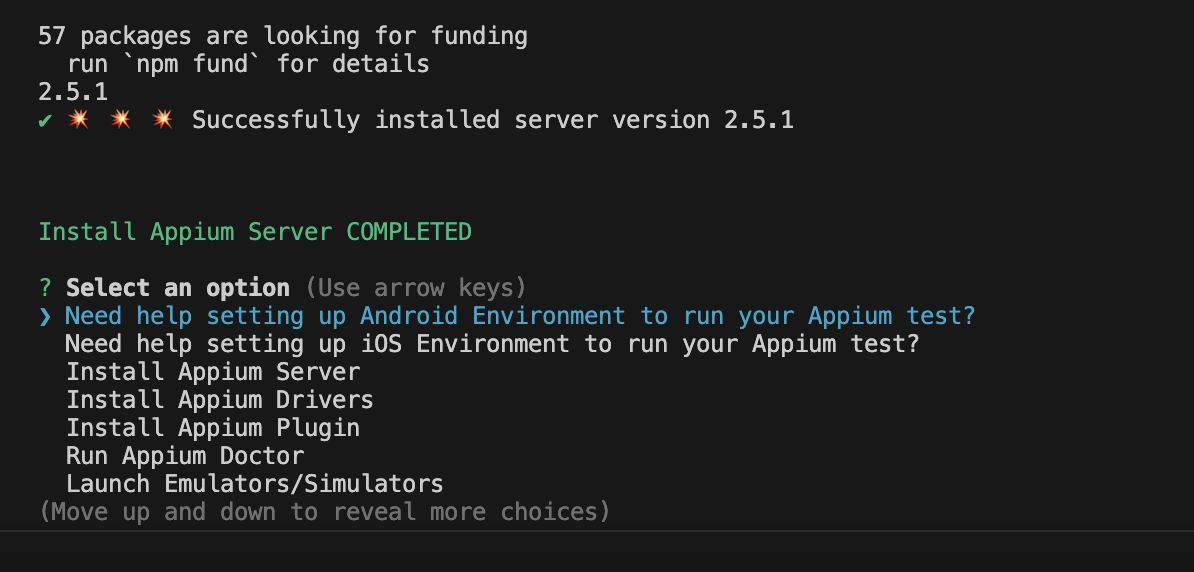 57 packages are looking for funding
  run `npm fund` for details
2.5.1
✔ 💥 💥 💥 Successfully installed server version 2.5.1
Install Appium Server COMPLETED
? Select an option (Use arrow keys)
❯ Need help setting up Android Environment to run your Appium test?
  Need help setting up iOS Environment to run your Appium test?
  Install Appium Server
  Install Appium Drivers
  Install Appium Plugin
  Run Appium Doctor
  Launch Emulators/Simulators
(Move up and down to reveal more choices)